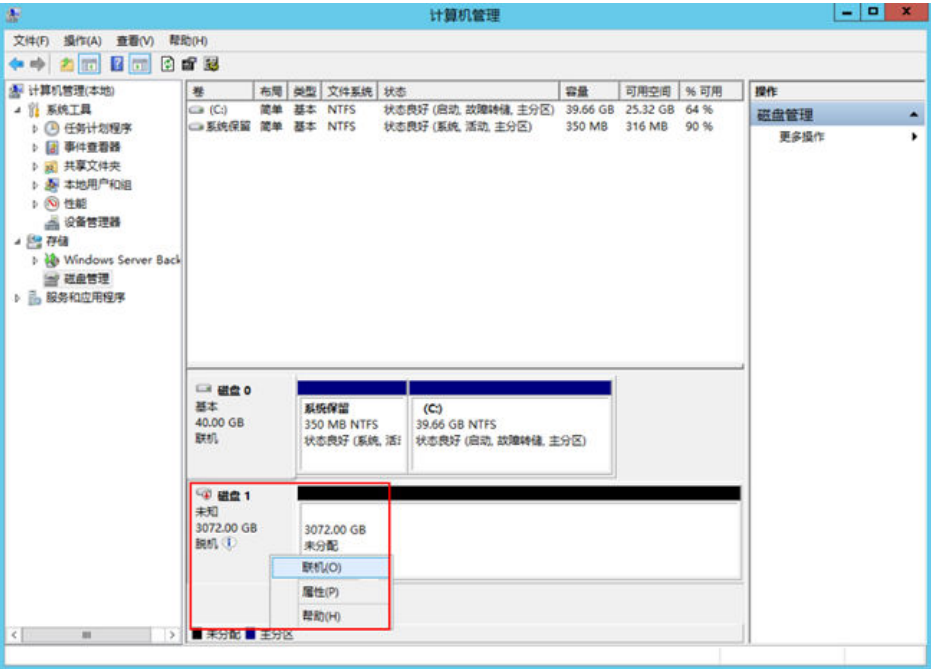 计算机管理
文件(F) 操作(A) 查看(V) 帮助(H)
计算机管理(本地)
系统工具
任务计划程序
事件查看器
共享文件夹
本地用户和组
性能
设备管理器
存储
Windows Server Back
磁盘管理
服务和应用程序
卷 布局 类型 文件系统 状态 容量 可用空间 % 可用
(C:) 简单 基本 NTFS 状态良好 (启动, 故障转储, 主分区) 39.66 GB 25.32 GB 64 %
系统保留 简单 基本 NTFS 状态良好 (系统, 活动, 主分区) 350 MB 316 MB 90 %
操作
磁盘管理
更多操作
磁盘 0
基本
40.00 GB
联机
系统保留
350 MB NTFS
状态良好 (系统, 活
(C:)
39.66 GB NTFS
状态良好 (启动, 故障转储, 主分区)
磁盘 1
未知
3072.00 GB
脱机
3072.00 GB
未分配
联机(O)
属性(P)
帮助(H)
未分配 主分区